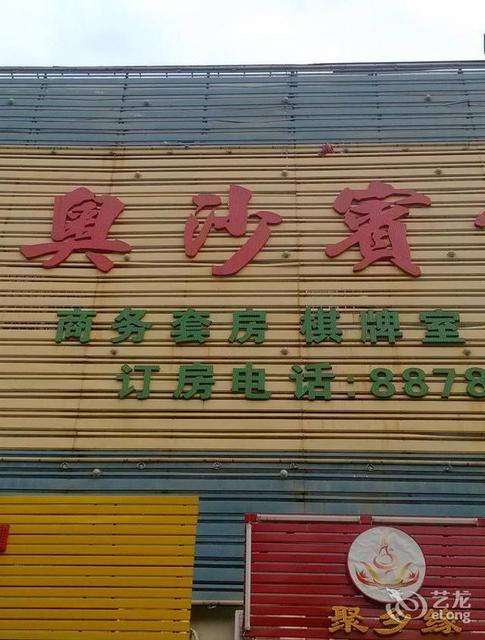 奥沙宾
商务套房 棋牌室
订房电话:8878
聚乡缘
艺龙
eLong